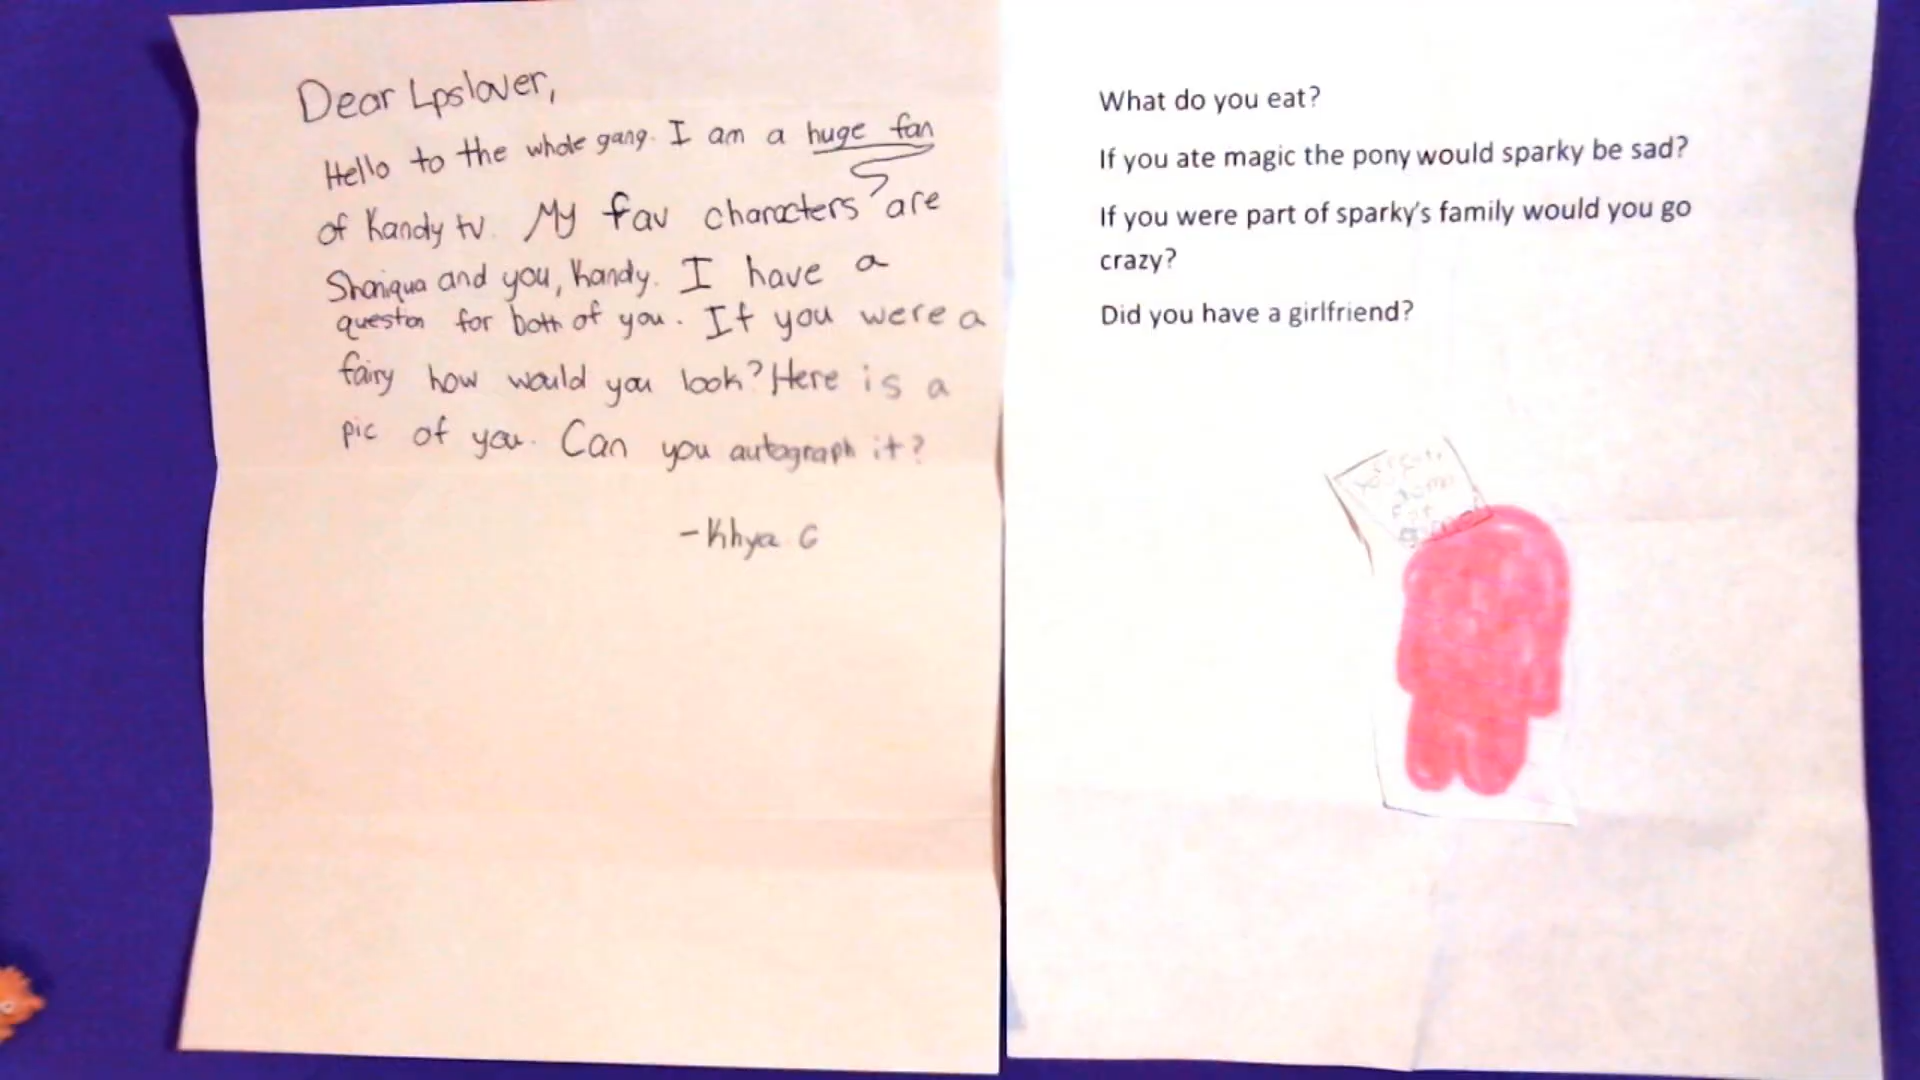 Dear Lpslover,
Hello to the whole gang. I am a huge fan
of Kandy tv. My fav characters are
Shaniqua and you, Kandy. I have a
queston for both of you. If you were a
fairy how would you look? Here is a
pic of you. Can you autograph it?
-Khya G
What do you eat?
If you ate magic the pony would sparky be sad?
If you were part of sparky's family would you go
crazy?
Did you have a girlfriend?